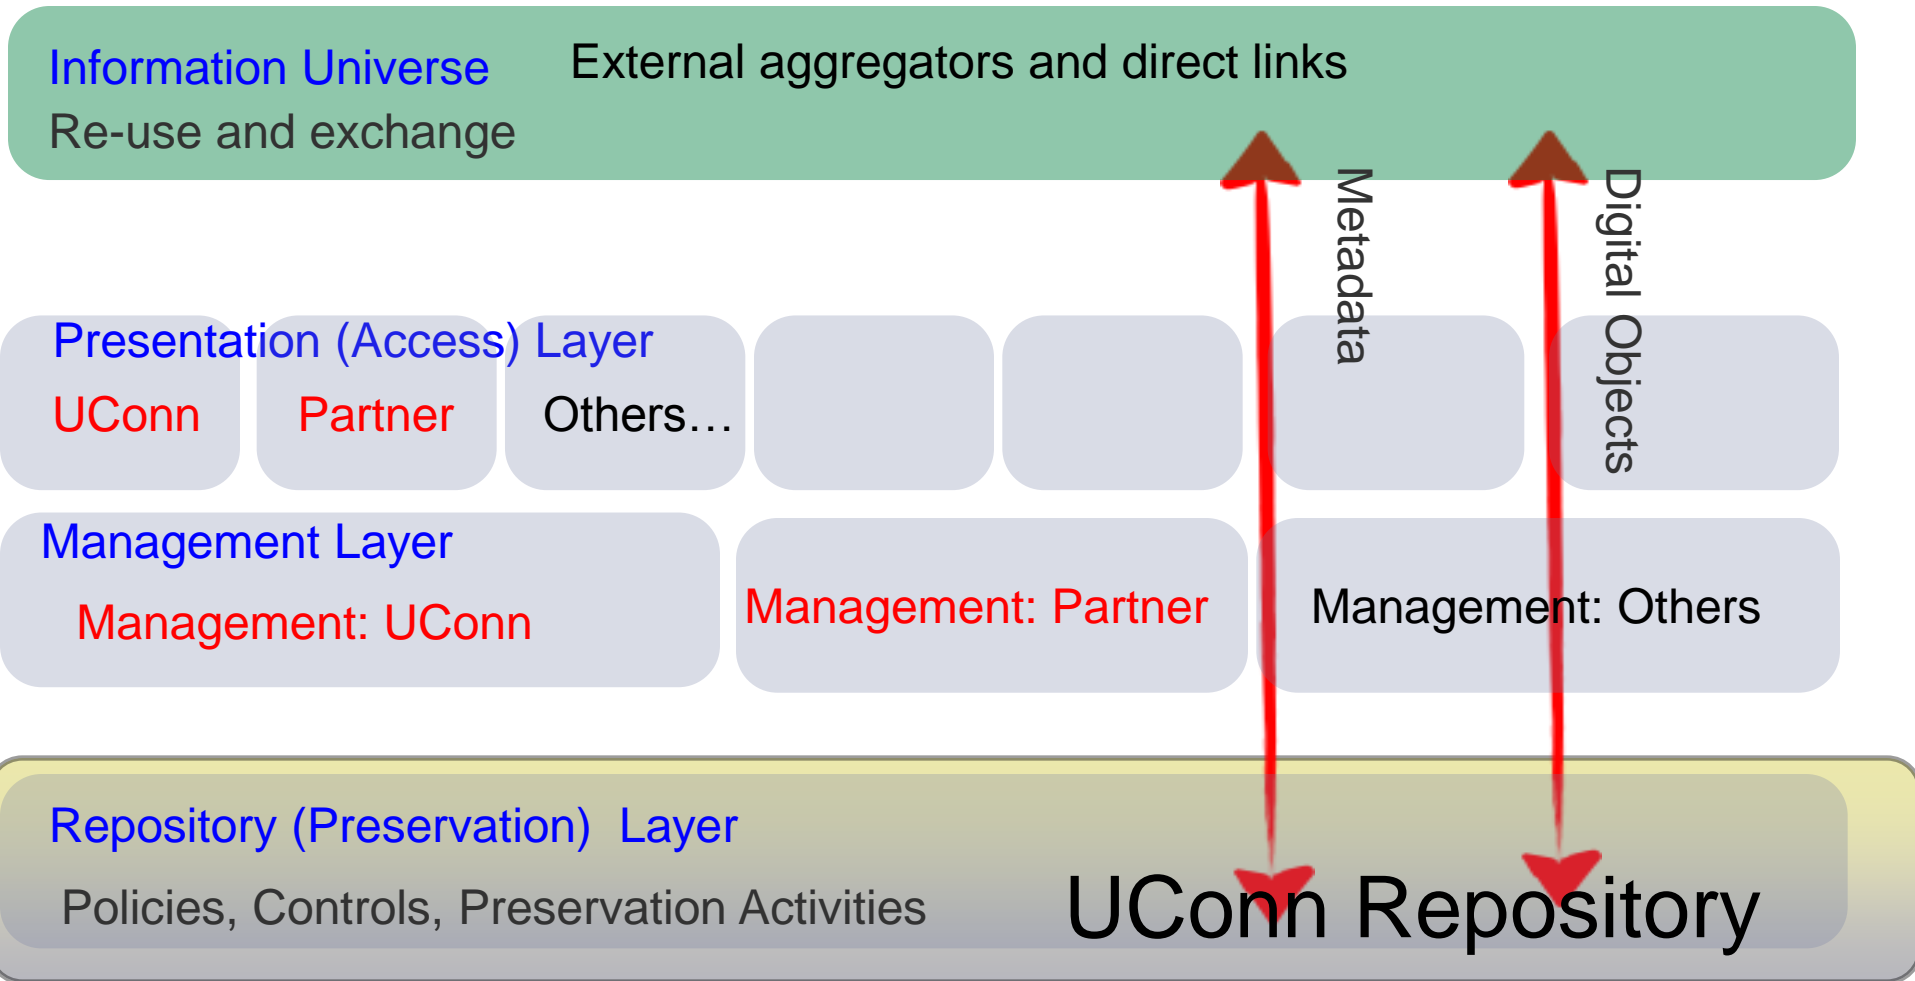 Information Universe
External aggregators and direct links
Re-use and exchange
Metadata
Digital Objects
Presentation (Access) Layer
UConn
Partner
Others…
Management Layer
Management: UConn
Management: Partner
Management: Others
Repository (Preservation) Layer
Policies, Controls, Preservation Activities
UConn Repository